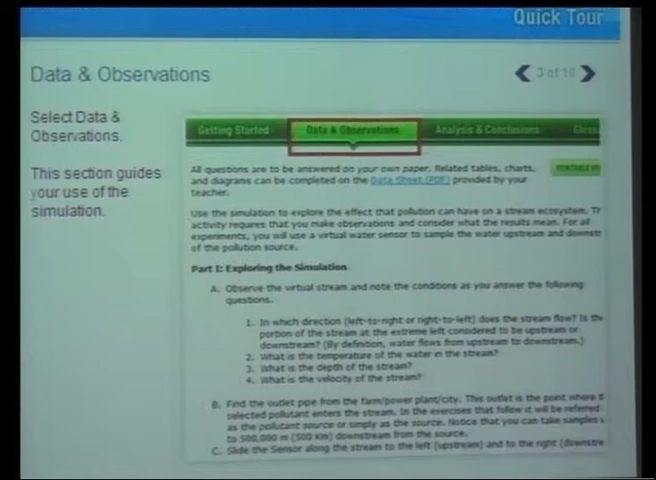 Quick Tour
Data & Observations
3 of 10
Select Data &
Observations.
This section guides
your use of the
simulation.
Getting Started
Data & Observations
Analysis & Conclusions
All questions are to be answered on your own paper. Related tables, charts,
and diagrams can be completed on the Data Sheet (PDF) provided by your
teacher.
Use the simulation to explore the effect that pollution can have on a stream ecosystem.
activity requires that you make observations and consider what the results mean. For all
experiments, you will use a virtual water sensor to sample the water upstream and
of the pollution source.
Part I: Exploring the Simulation
A. Observe the virtual stream and note the conditions as you answer the following
questions.
1. In which direction (left-to-right or right-to-left) does the stream flow? Is the
portion of the stream at the extreme left considered to be upstream or
downstream? (By definition, water flows from upstream to downstream.)
2. What is the temperature of the water in the stream?
3. What is the depth of the stream?
4. What is the velocity of the stream?
B. Find the outlet pipe from the farm/power plant/city. This outlet is the point where
selected pollutant enters the stream. In the exercises that follow it will be referred
as the pollutant source or simply as the source. Notice that you can take samples
to 500,000 m (500 Km) downstream from the source.
C. Slide the Sensor along the stream to the left (upstream) and to the right